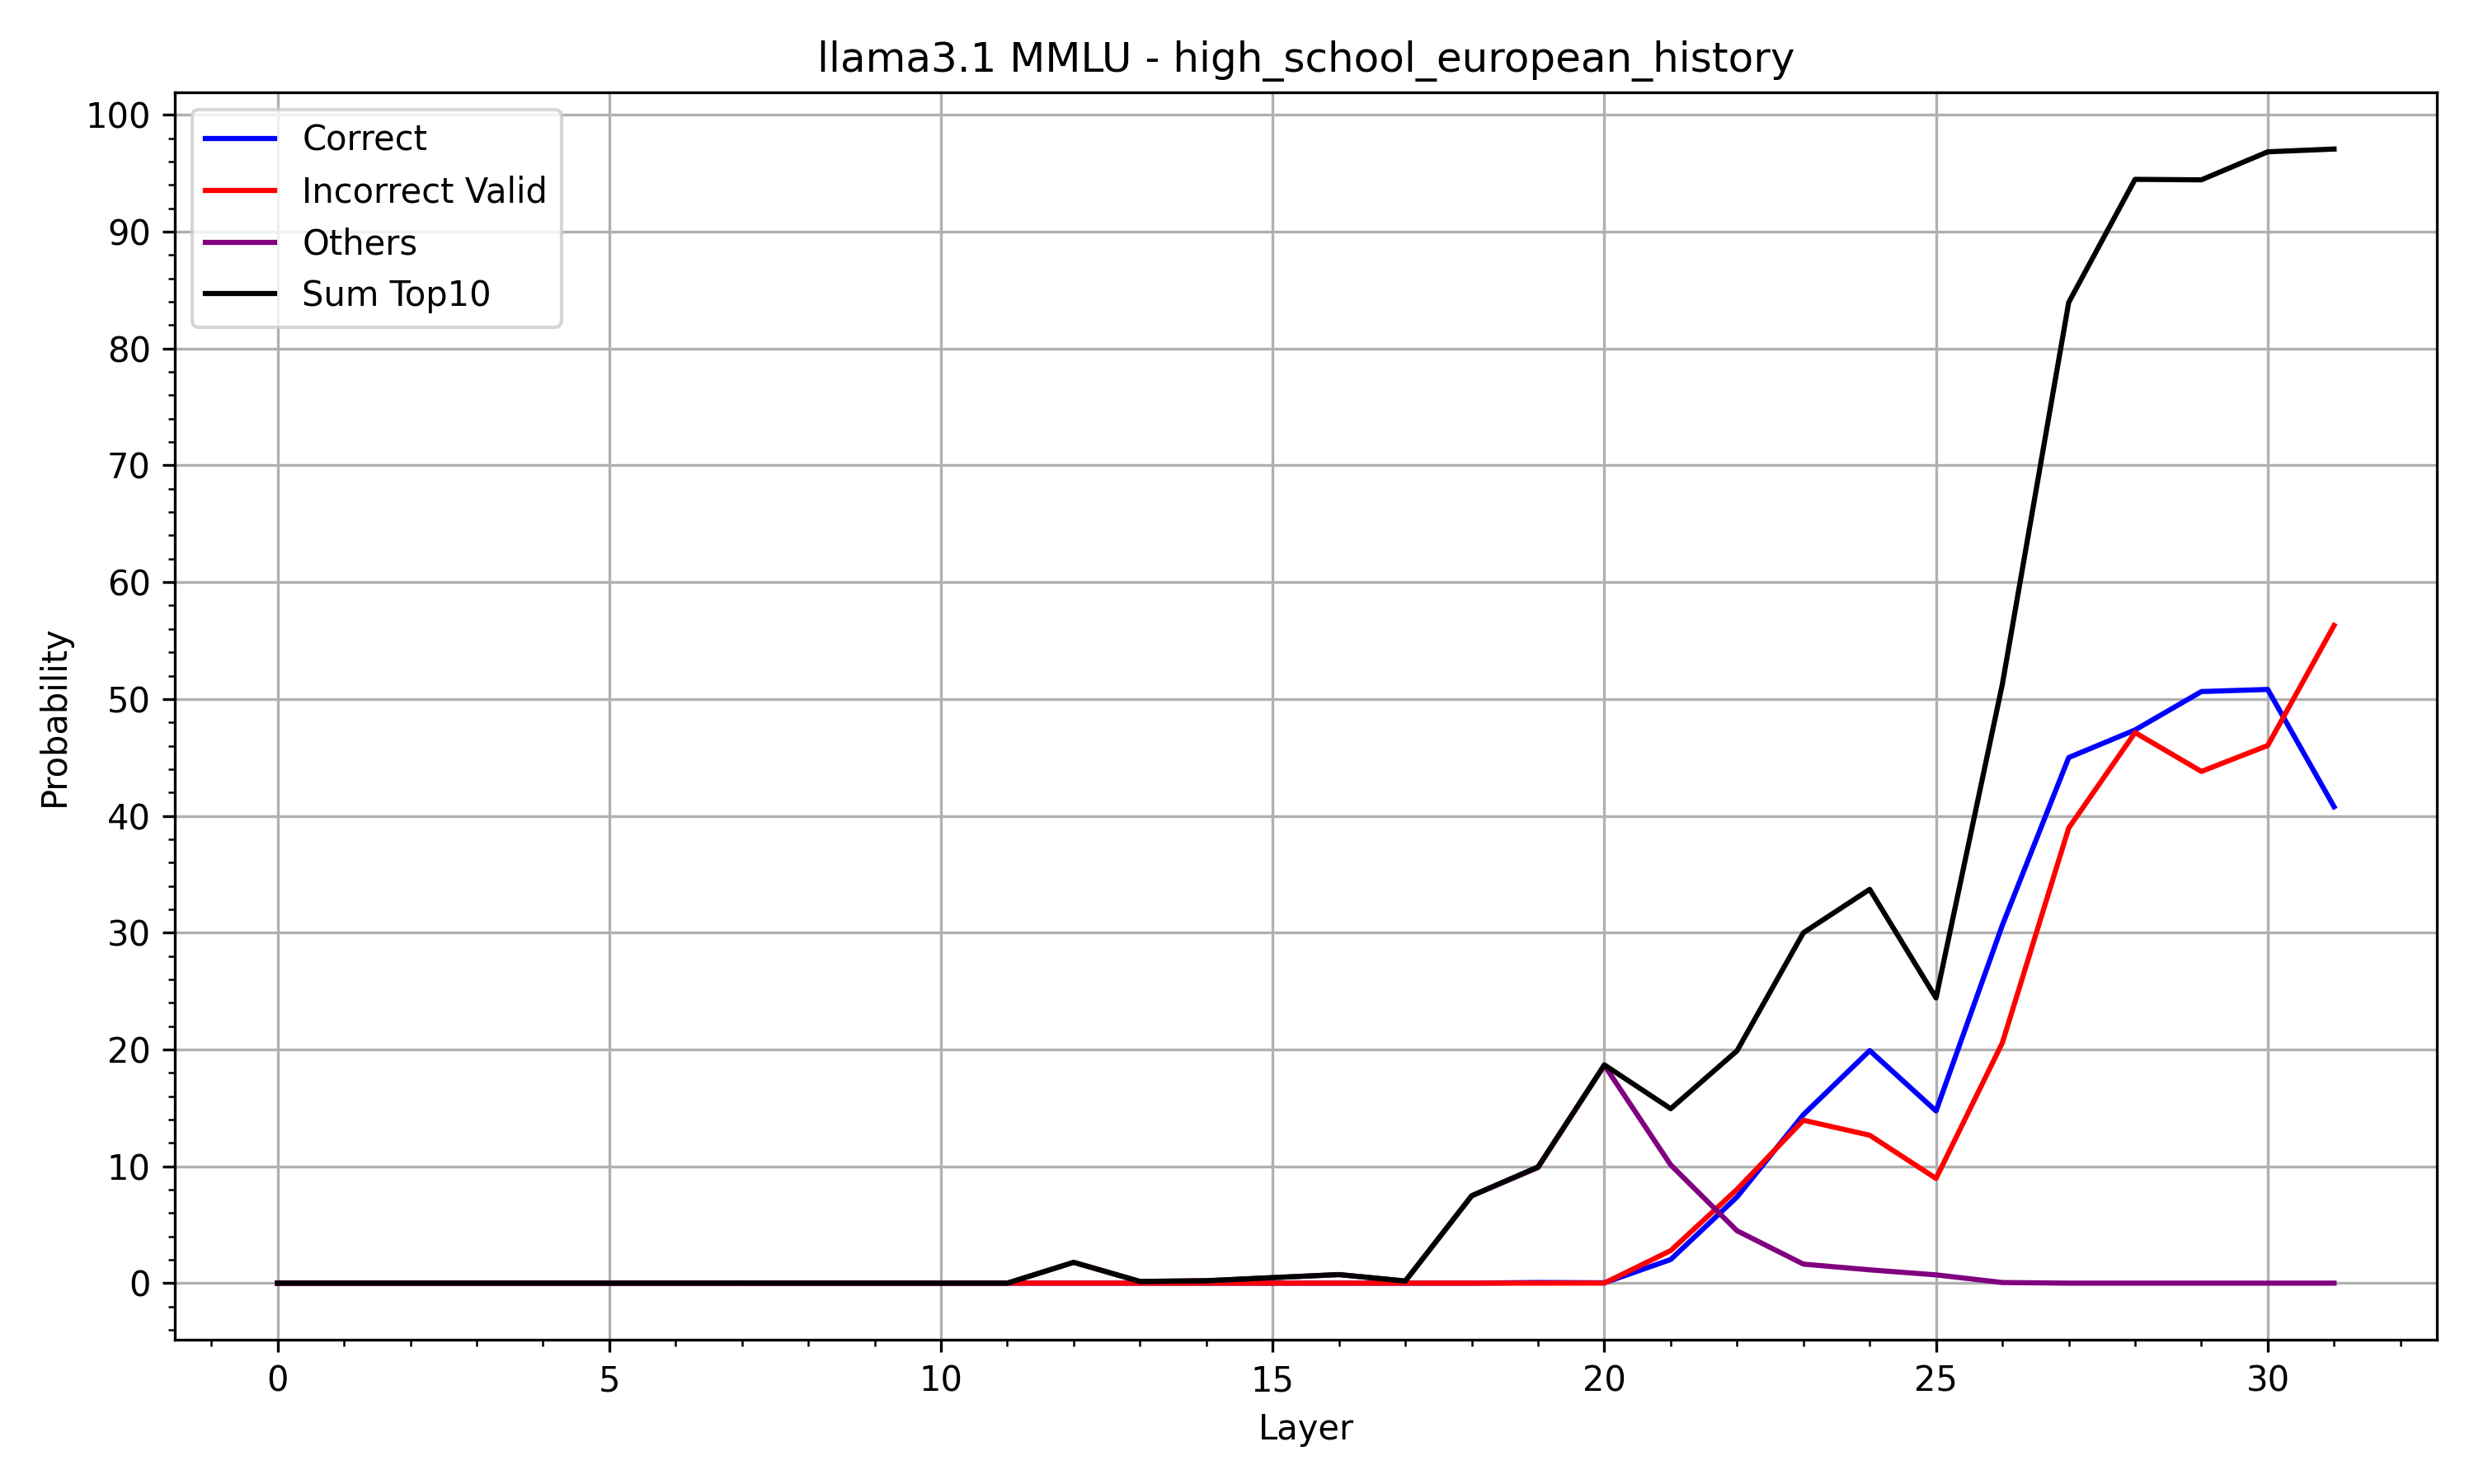 llama3.1 MMLU - high_school_european_history
Correct
Incorrect Valid
Others
Sum Top10
Probability
100
90
80
70
60
50
40
30
20
10
0
0 5 10 15 20 25 30
Layer